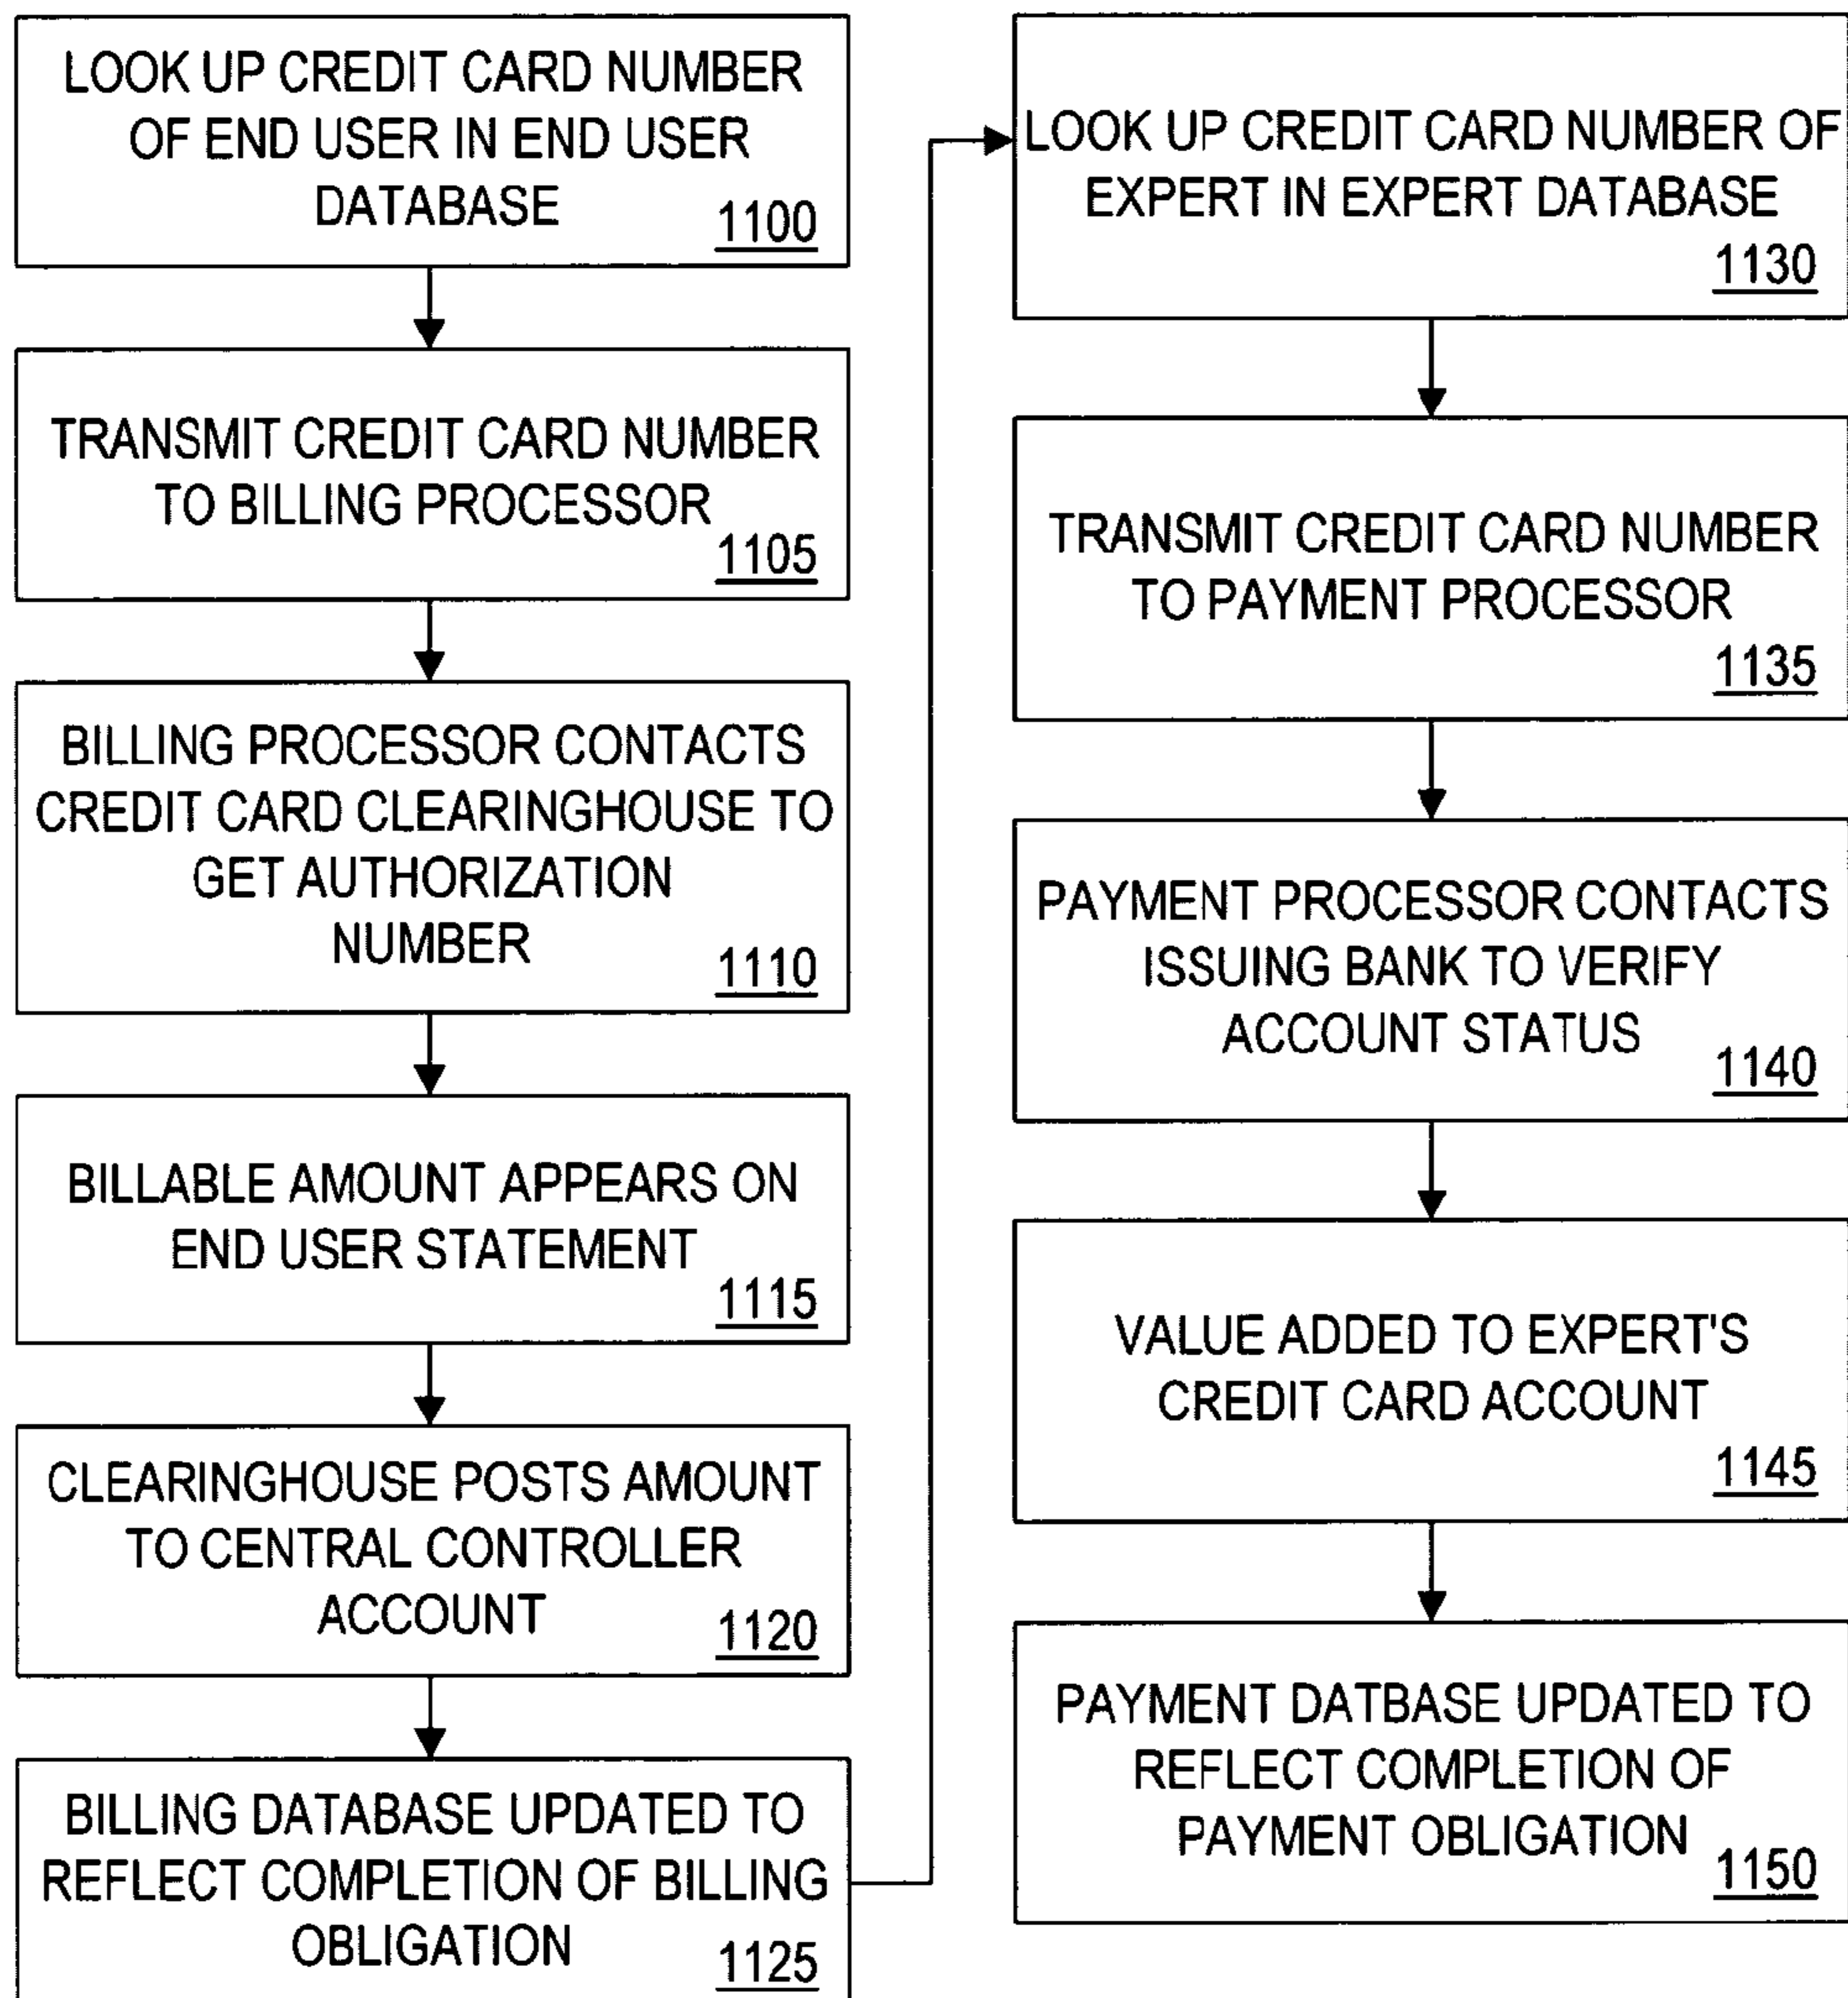 LOOK UP CREDIT CARD NUMBER
OF END USER IN END USER
DATABASE
1100
TRANSMIT CREDIT CARD NUMBER
TO BILLING PROCESSOR
1105
BILLING PROCESSOR CONTACTS
CREDIT CARD CLEARINGHOUSE TO
GET AUTHORIZATION
NUMBER
1110
BILLABLE AMOUNT APPEARS ON
END USER STATEMENT
1115
CLEARINGHOUSE POSTS AMOUNT
TO CENTRAL CONTROLLER
ACCOUNT
1120
BILLING DATABASE UPDATED TO
REFLECT COMPLETION OF BILLING
OBLIGATION
1125
LOOK UP CREDIT CARD NUMBER OF
EXPERT IN EXPERT DATABASE
1130
TRANSMIT CREDIT CARD NUMBER
TO PAYMENT PROCESSOR
1135
PAYMENT PROCESSOR CONTACTS
ISSUING BANK TO VERIFY
ACCOUNT STATUS
1140
VALUE ADDED TO EXPERT'S
CREDIT CARD ACCOUNT
1145
PAYMENT DATBASE UPDATED TO
REFLECT COMPLETION OF
PAYMENT OBLIGATION
1150